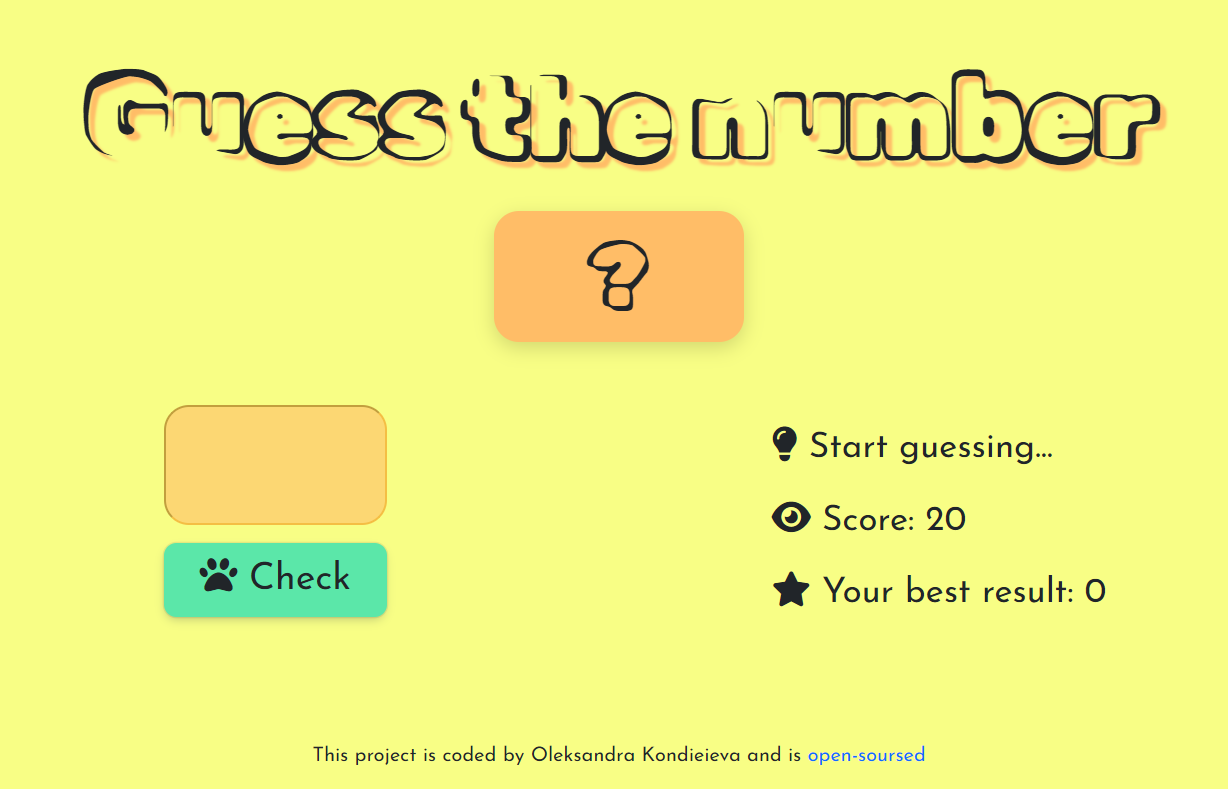 Guess the number
?
Start guessing...
Score: 20
Check
Your best result: 0
This project is coded by Oleksandra Kondieieva and is open-soursed